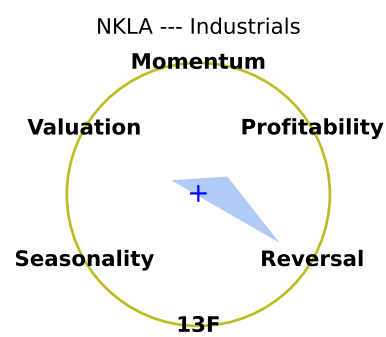 NKLA --- Industrials
Momentum
Valuation
Profitability
Seasonality
Reversal
13F